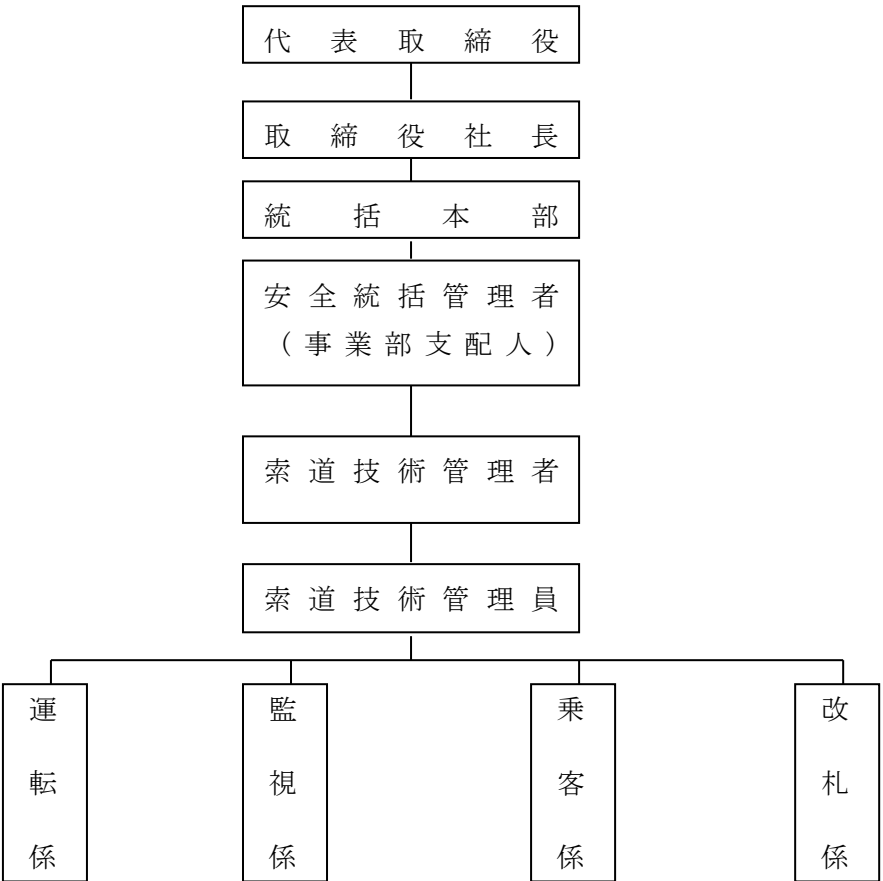 代表取締役
取締役社長
統括本部
安全統括管理者
(事業部支配人)
索道技術管理者
索道技術管理員
運転係
監視係
乗客係
改札係